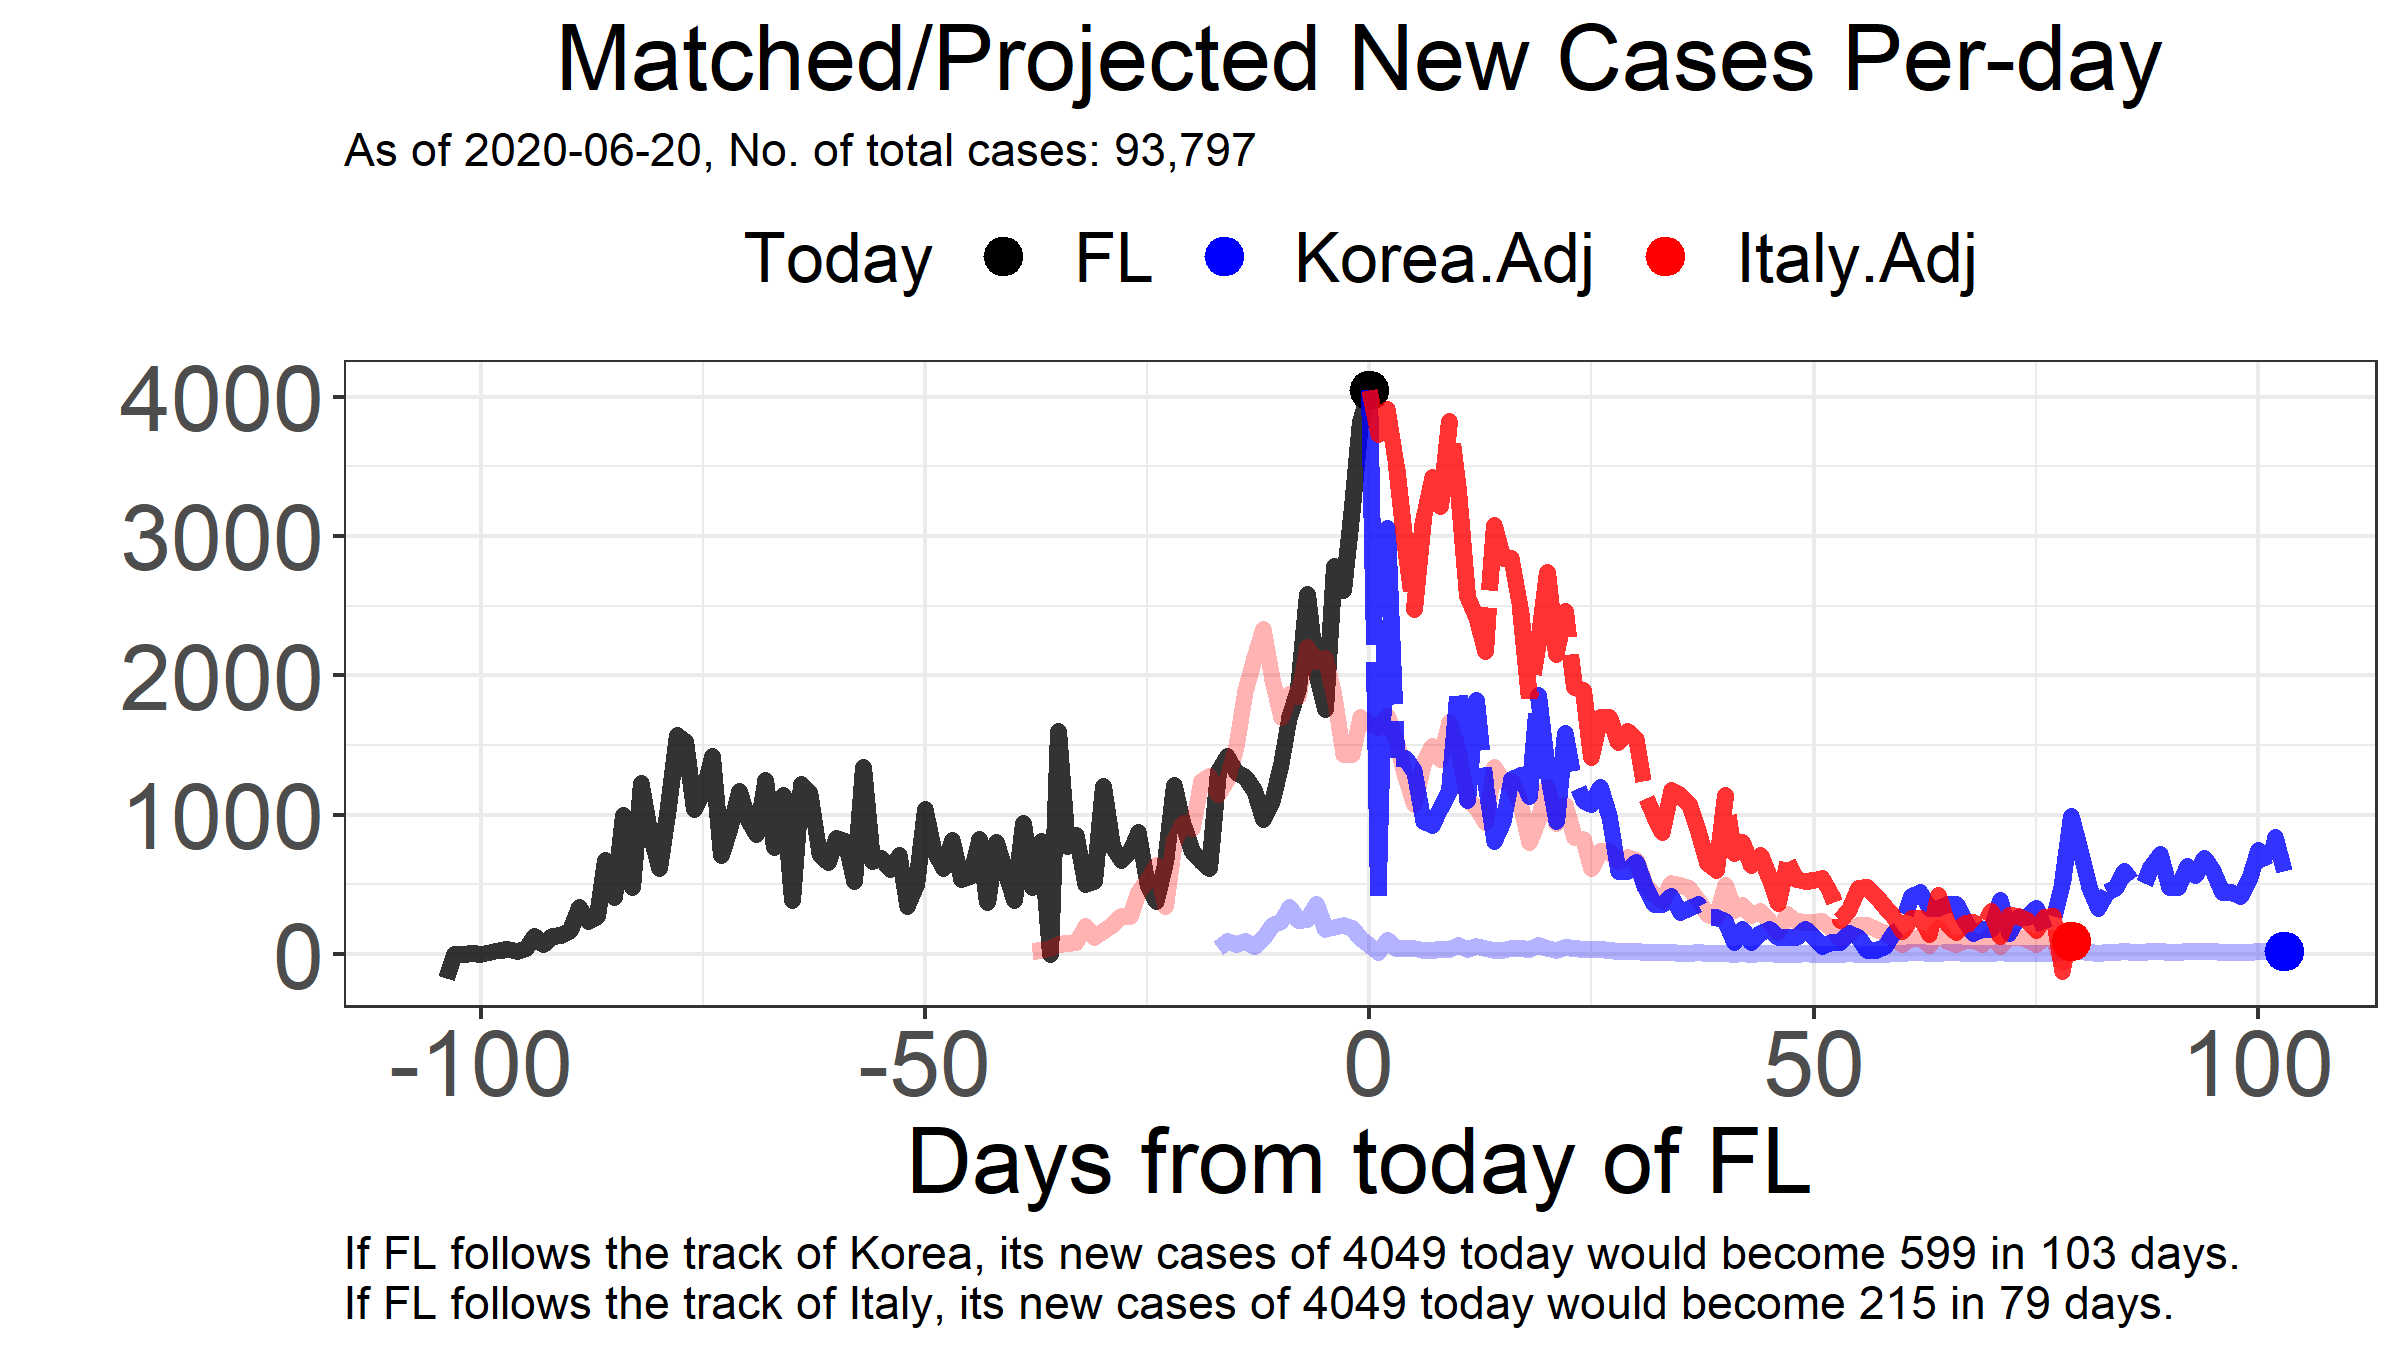 Matched/Projected New Cases Per-day
As of 2020-06-20, No. of total cases: 93,797
Today FL Korea.Adj Italy.Adj
4000
3000
2000
1000
0
-100 -50 0 50 100
Days from today of FL
If FL follows the track of Korea, its new cases of 4049 today would become 599 in 103 days.
If FL follows the track of Italy, its new cases of 4049 today would become 215 in 79 days.